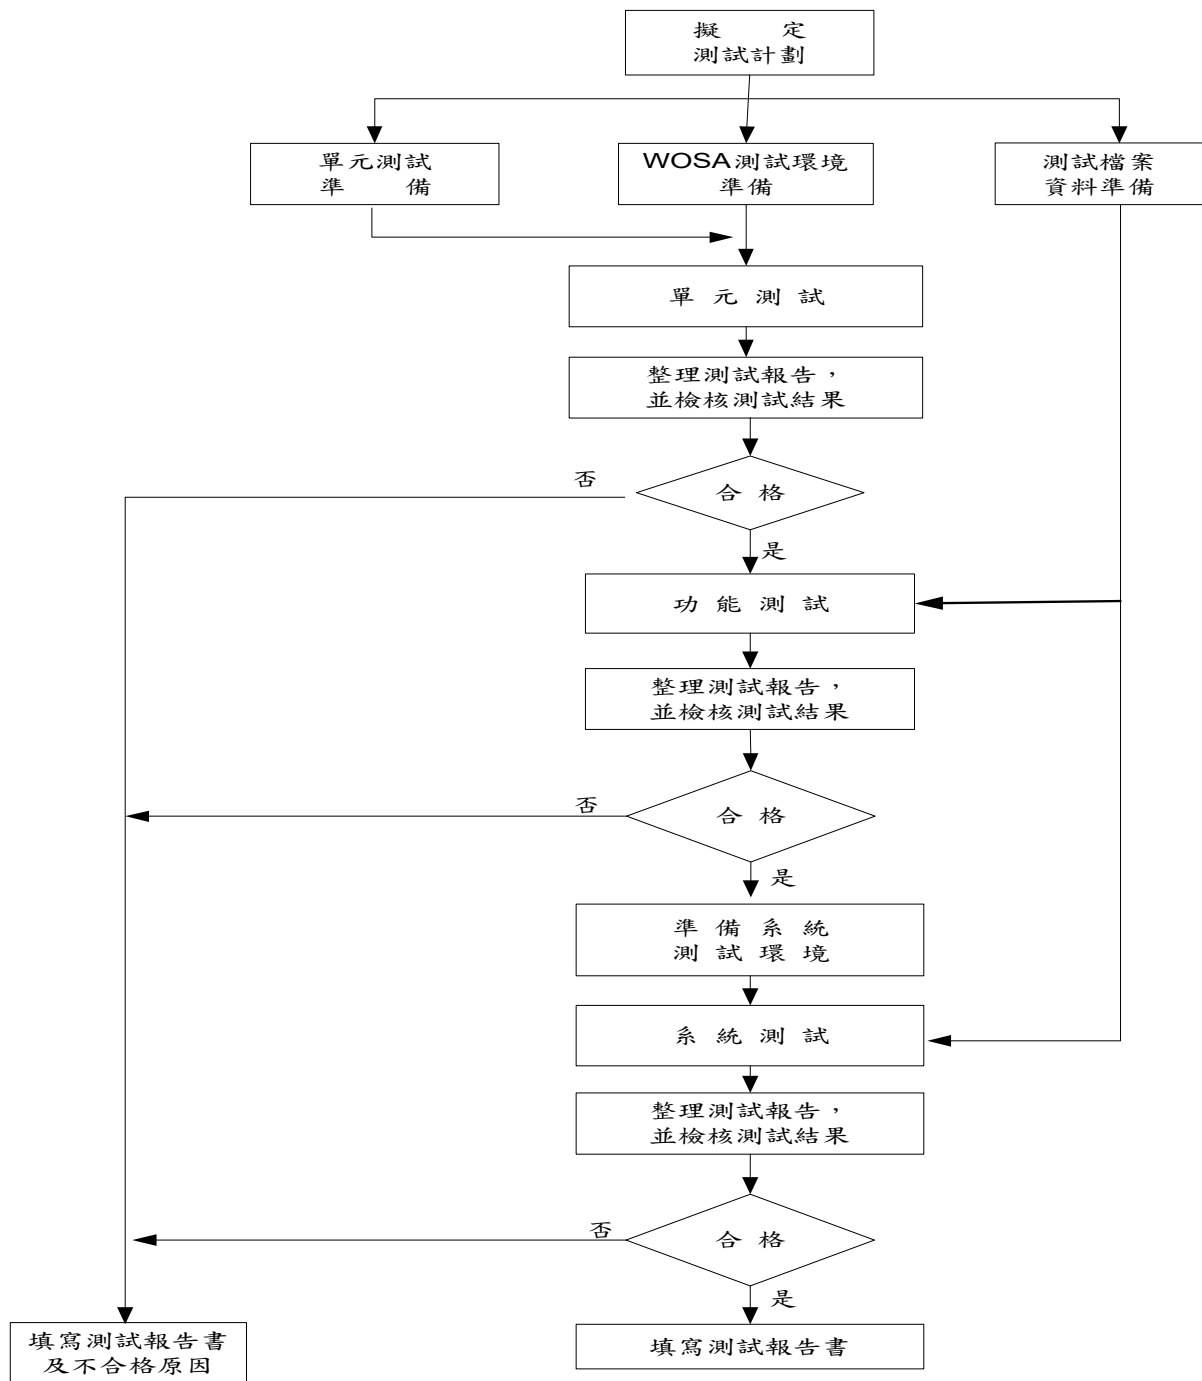 擬 定
測試計劃
單元測試
準 備
WOSA測試環境
準備
測試檔案
資料準備
單 元 測 試
整理測試報告，
並檢核測試結果
否
合 格
是
功 能 測 試
整理測試報告，
並檢核測試結果
否
合 格
是
準 備 系 統
測 試 環 境
系 統 測 試
整理測試報告，
並檢核測試結果
否
合 格
是
填寫測試報告書
及不合格原因
填寫測試報告書